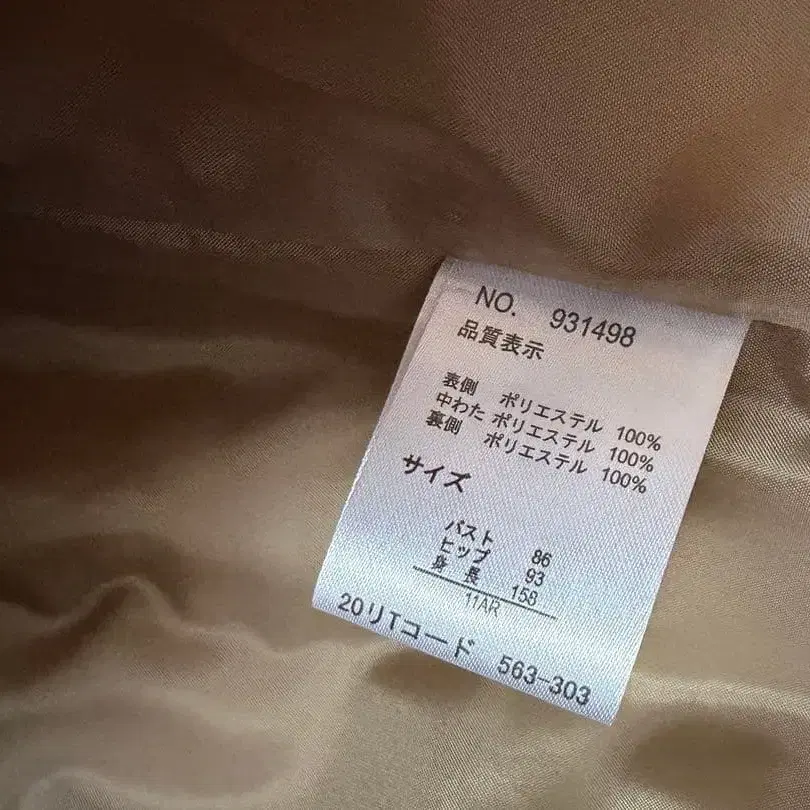 NO. 931498
品質表示
表側 ポリエステル 100%
中わた ポリエステル 100%
裏側 ポリエステル 100%
サイズ
バスト 86
ヒップ 93
身長 158
11AR
20リTコード 563-303